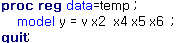 proc reg data=temp ;
model y = v x2 x4 x5 x6 ;
quit